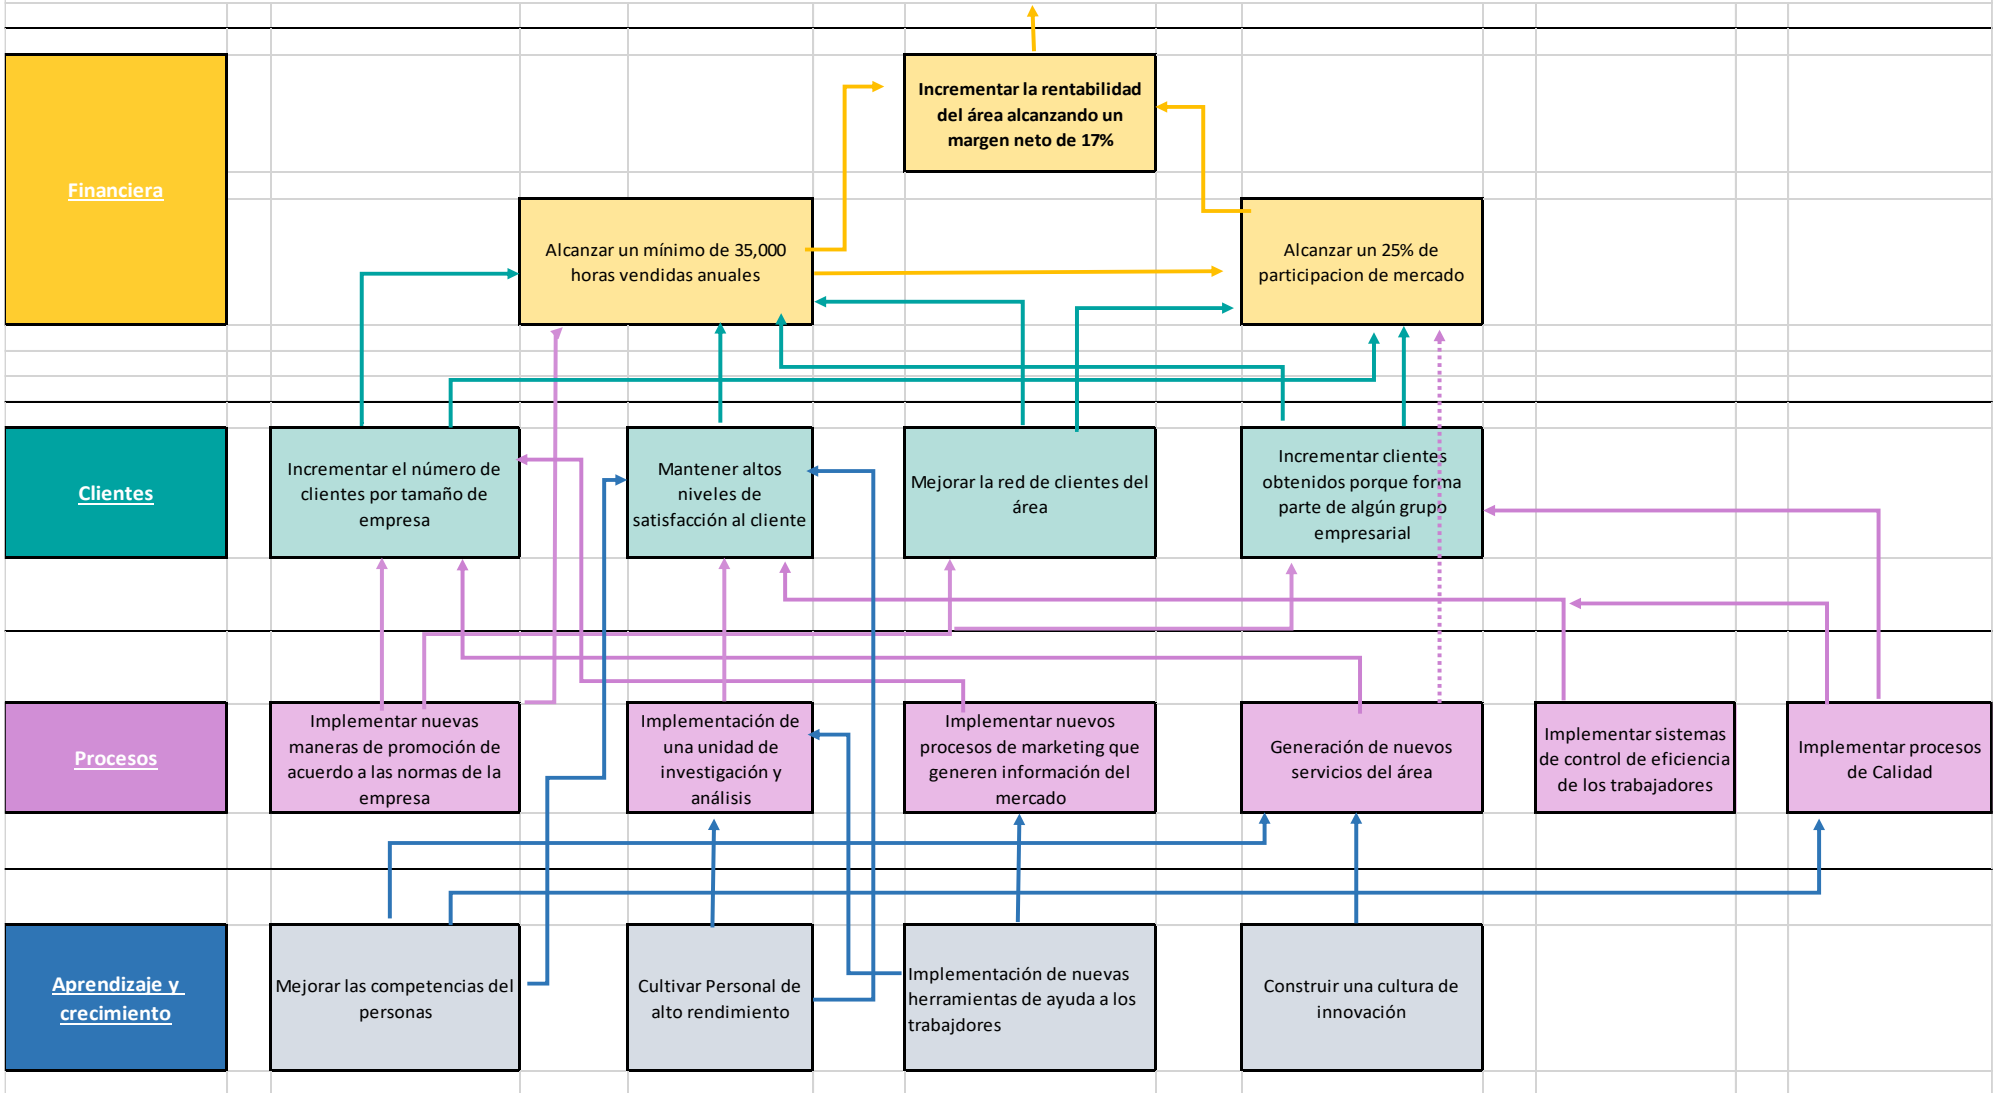 Financiera
Incrementar la rentabilidad
del área alcanzando un
margen neto de 17%
Alcanzar un mínimo de 35,000
horas vendidas anuales
Alcanzar un 25% de
participacion de mercado
Clientes
Incrementar el número de
clientes por tamaño de
empresa
Mantener altos
niveles de
satisfacción al cliente
Mejorar la red de clientes del
área
Incrementar clientes
obtenidos porque forma
parte de algún grupo
empresarial
Procesos
Implementar nuevas
maneras de promoción de
acuerdo a las normas de la
empresa
Implementación de
una unidad de
investigación y
análisis
Implementar nuevos
procesos de marketing que
generen información del
mercado
Generación de nuevos
servicios del área
Implementar sistemas
de control de eficiencia
de los trabajadores
Implementar procesos
de Calidad
Aprendizaje y
crecimiento
Mejorar las competencias del
personas
Cultivar Personal de
alto rendimiento
Implementación de nuevas
herramientas de ayuda a los
trabajdores
Construir una cultura de
innovación